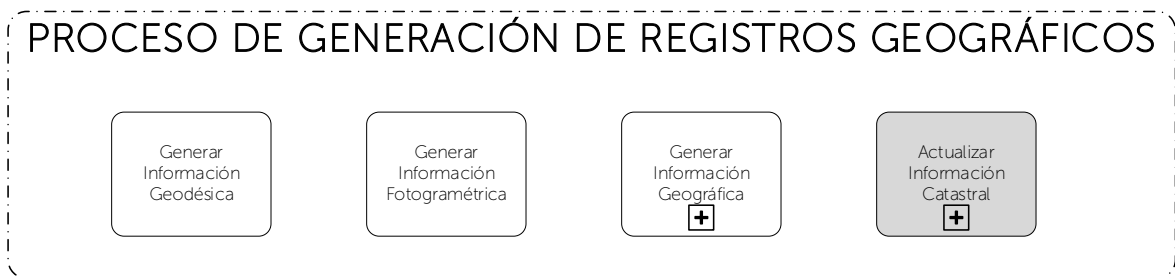 PROCESO DE GENERACIÓN DE REGISTROS GEOGRÁFICOS
Generar
Información
Geodésica
Generar
Información
Fotogramétrica
Generar
Información
Geográfica
Actualizar
Información
Catastral